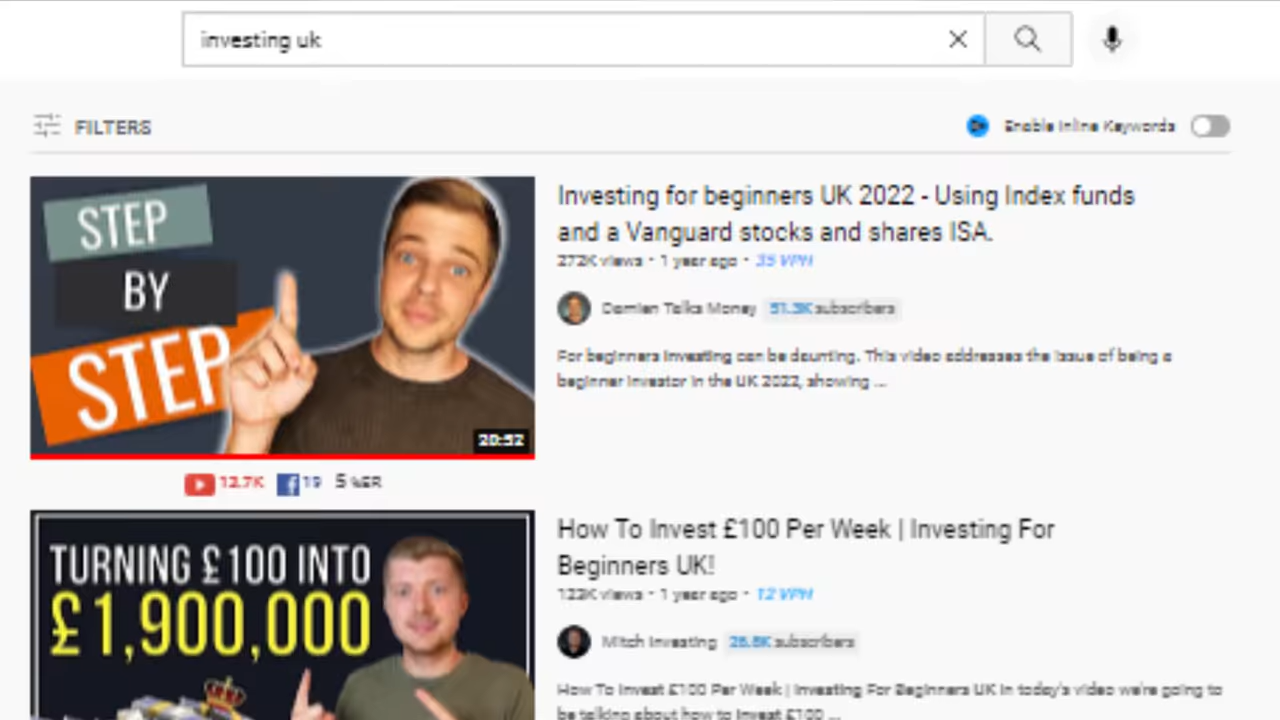 investing uk
FILTERS
Enable Inline Keywords
STEP
BY
STEP
20:52
12.7K 19 5 %ER
Investing for beginners UK 2022 - Using Index funds
and a Vanguard stocks and shares ISA.
272K views • 1 year ago • 35 VPH
Damien Talks Money 51.3K subscribers
For beginners investing can be daunting. This video addresses the issue of being a
beginner investor in the UK 2022, showing ...
TURNING £100 INTO
£1,900,000
How To Invest £100 Per Week | Investing For
Beginners UK!
123K views • 1 year ago • 12 VPH
Mitch Investing 28.8K subscribers
How To Invest £100 Per Week | Investing For Beginners UK In today's video we're going to
be talking about how to invest £100 ...